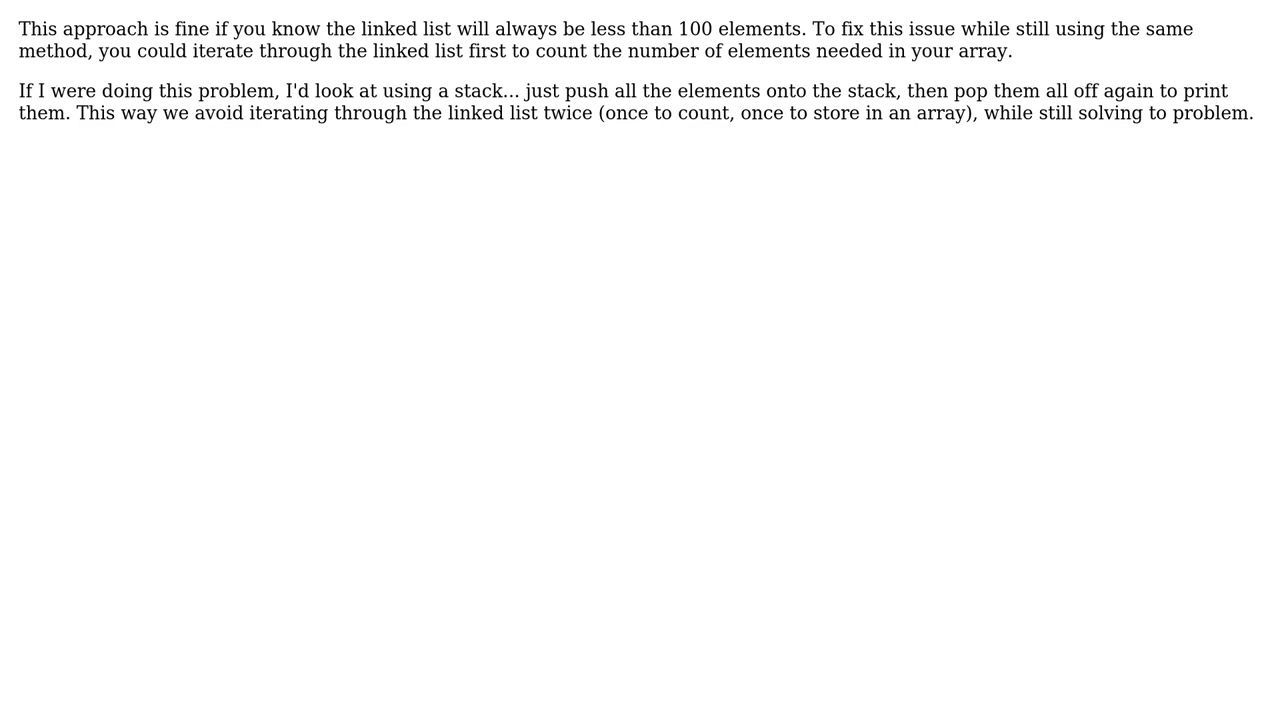 This approach is fine if you know the linked list will always be less than 100 elements. To fix this issue while still using the same
method, you could iterate through the linked list first to count the number of elements needed in your array.
If I were doing this problem, I'd look at using a stack... just push all the elements onto the stack, then pop them all off again to print
them. This way we avoid iterating through the linked list twice (once to count, once to store in an array), while still solving to problem.